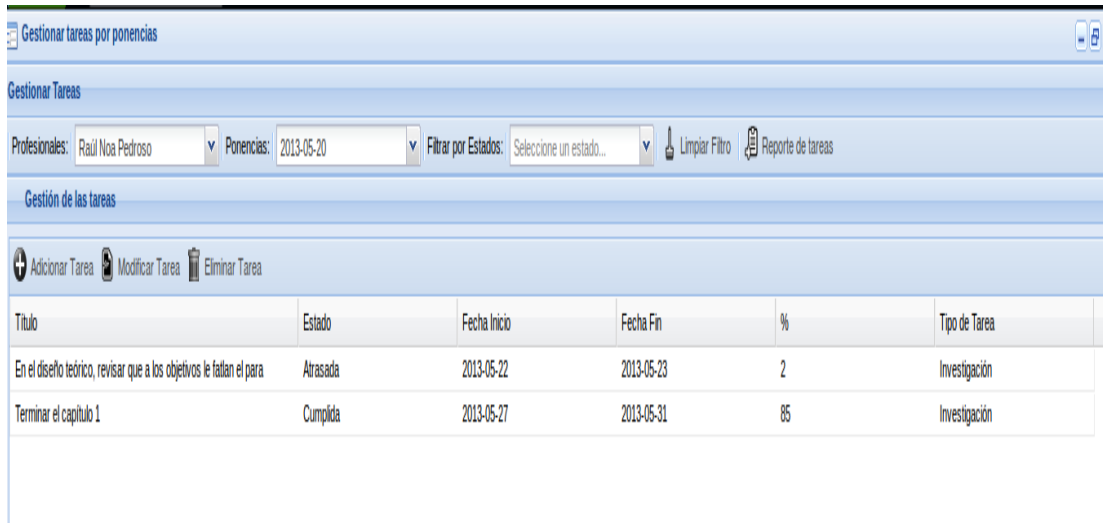 Gestionar tareas por ponencias
Gestionar Tareas
Profesionales: Raúl Noa Pedroso Ponencias: 2013-05-20 Filtrar por Estados: Seleccione un estado... Limpiar Filtro Reporte de tareas
Gestión de las tareas
Adicionar Tarea Modificar Tarea Eliminar Tarea
Título Estado Fecha Inicio Fecha Fin % Tipo de Tarea
En el diseño teórico, revisar que a los objetivos le fatlan el para Atrasada 2013-05-22 2013-05-23 2 Investigación
Terminar el capítulo 1 Cumplida 2013-05-27 2013-05-31 85 Investigación